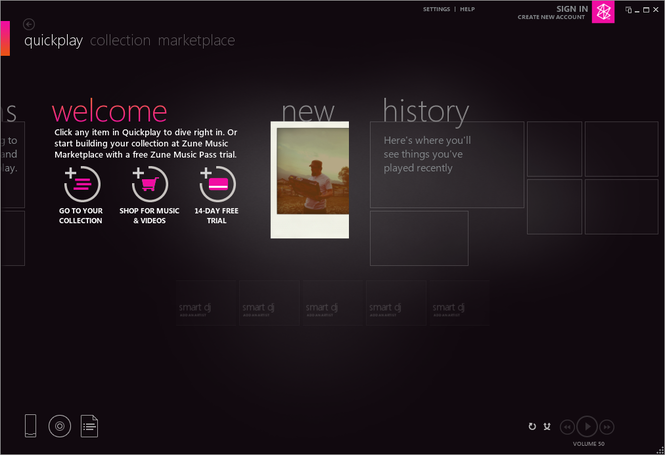 SETTINGS | HELP
SIGN IN
CREATE NEW ACCOUNT
quickplay collection marketplace
welcome
new
history
Click any item in Quickplay to dive right in. Or
start building your collection at Zune Music
Marketplace with a free Zune Music Pass trial.
Here's where you'll
see things you've
played recently
g to
and
lay.
GO TO YOUR
COLLECTION
SHOP FOR MUSIC
& VIDEOS
14-DAY FREE
TRIAL
smart dj
smart dj
smart dj
smart dj
smart dj
VOLUME 50